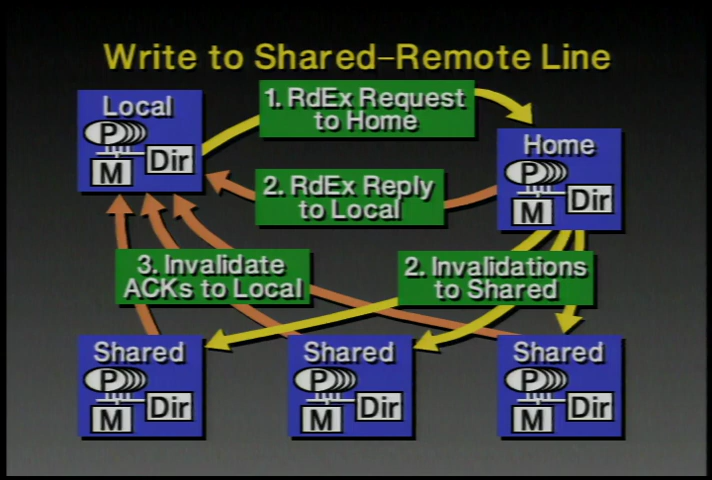 Write to Shared–Remote Line
Local
P
M
Dir
1. RdEx Request
to Home
Home
P
M
Dir
2. RdEx Reply
to Local
3. Invalidate
ACKs to Local
2. Invalidations
to Shared
Shared
P
M
Dir
Shared
P
M
Dir
Shared
P
M
Dir